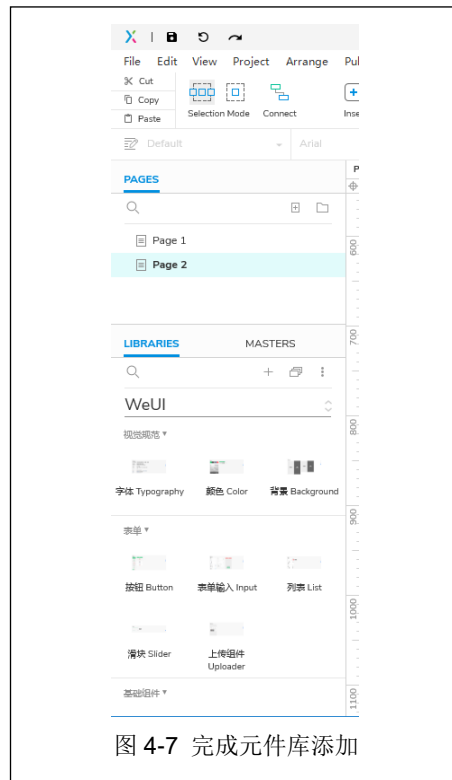 File Edit View Project Arrange Pu
Cut
Copy
Paste
Selection Mode Connect Inse
Default Arial
PAGES P
Page 1
Page 2
600
LIBRARIES MASTERS
700
WeUI
800
视觉规范
字体 Typography 颜色 Color 背景 Background
900
表单
按钮 Button 表单输入 Input 列表 List
1000
滑块 Slider 上传组件
Uploader
基础组件
1100
图 4-7 完成元件库添加